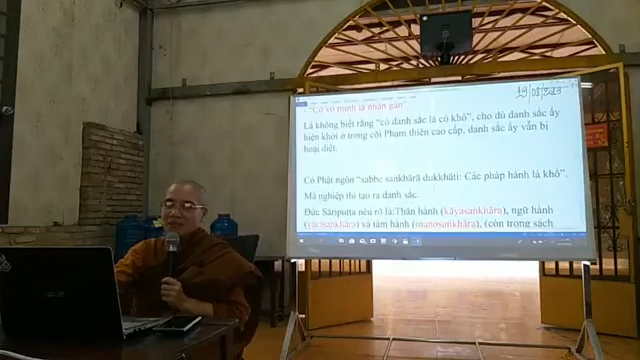 "Có vô minh là nhân gần"
Là không biết rằng "có danh sắc là có khổ", cho dù danh sắc ấy
hiện khởi ở trong cõi Phạm thiên cao cấp, danh sắc ấy vẫn bị
hoại diệt.
Có Phật ngôn "sabbe saṅkhārā dukkhāti: Các pháp hành là khổ".
Mà nghiệp thì tạo ra danh sắc.
Đức Sāriputta nêu rõ là:Thân hành (kāyasaṅkhāra), ngữ hành
(vacīsaṅkhāra) và tâm hành (manosaṅkhāra), (còn trong sách